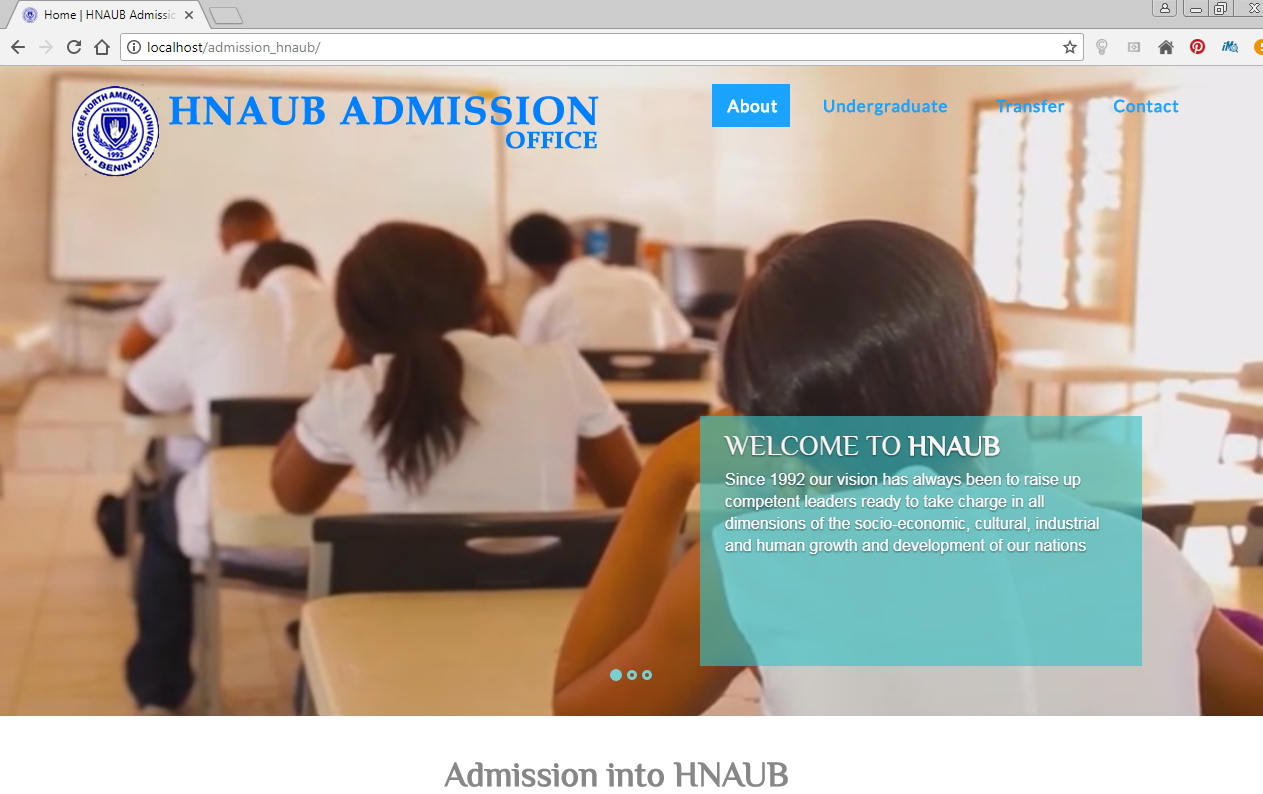 Home | HNAUB Admissic
localhost/admission_hnaub/
HOUDEGBE NORTH AMERICAN UNIVERSITY
LA VERITE
1992
• BENIN •
HNAUB ADMISSION
OFFICE
About
Undergraduate
Transfer
Contact
WELCOME TO HNAUB
Since 1992 our vision has always been to raise up
competent leaders ready to take charge in all
dimensions of the socio-economic, cultural, industrial
and human growth and development of our nations
Admission into HNAUB